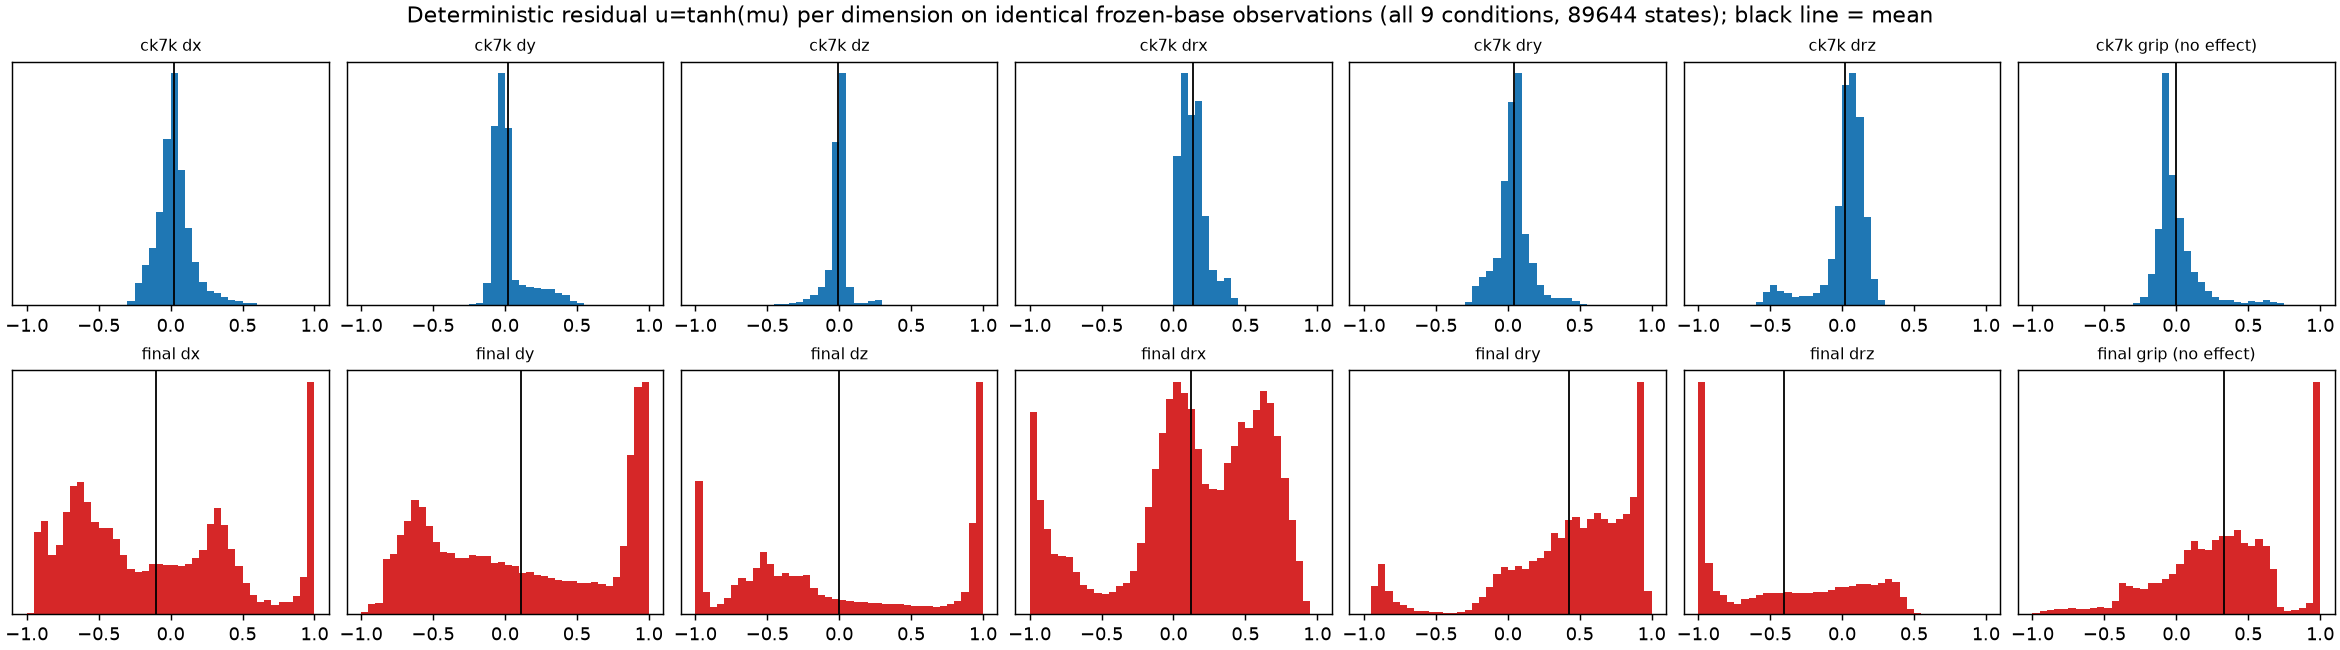 Deterministic residual u=tanh(mu) per dimension on identical frozen-base observations (all 9 conditions, 89644 states); black line = mean
ck7k dx
ck7k dy
ck7k dz
ck7k drx
ck7k dry
ck7k drz
ck7k grip (no effect)
−1.0 −0.5 0.0 0.5 1.0
−1.0 −0.5 0.0 0.5 1.0
−1.0 −0.5 0.0 0.5 1.0
−1.0 −0.5 0.0 0.5 1.0
−1.0 −0.5 0.0 0.5 1.0
−1.0 −0.5 0.0 0.5 1.0
−1.0 −0.5 0.0 0.5 1.0
final dx
final dy
final dz
final drx
final dry
final drz
final grip (no effect)
−1.0 −0.5 0.0 0.5 1.0
−1.0 −0.5 0.0 0.5 1.0
−1.0 −0.5 0.0 0.5 1.0
−1.0 −0.5 0.0 0.5 1.0
−1.0 −0.5 0.0 0.5 1.0
−1.0 −0.5 0.0 0.5 1.0
−1.0 −0.5 0.0 0.5 1.0